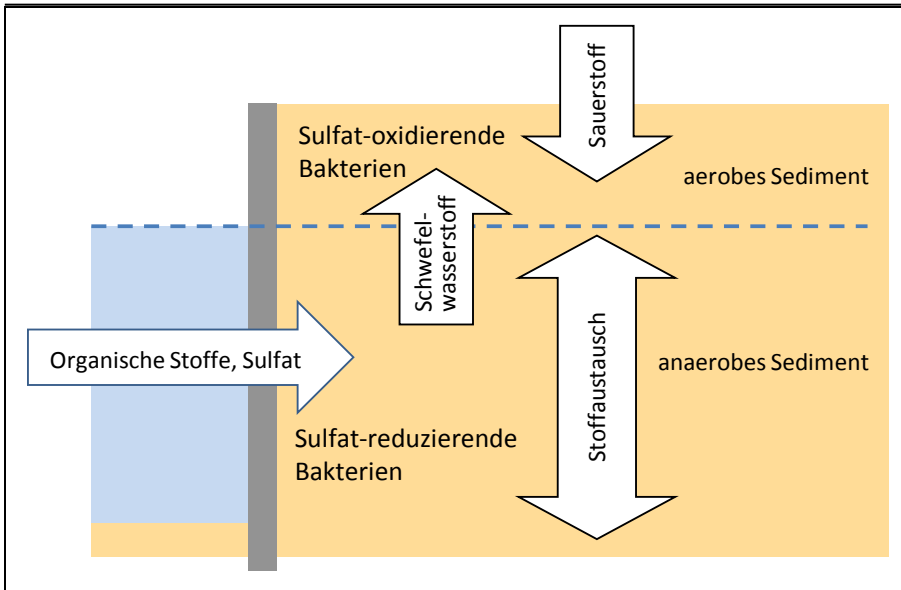 Sauerstoff
Sulfat-oxidierende
Bakterien
aerobes Sediment
Schwefel-
wasserstoff
Organische Stoffe, Sulfat
Stoffaustausch
anaerobes Sediment
Sulfat-reduzierende
Bakterien